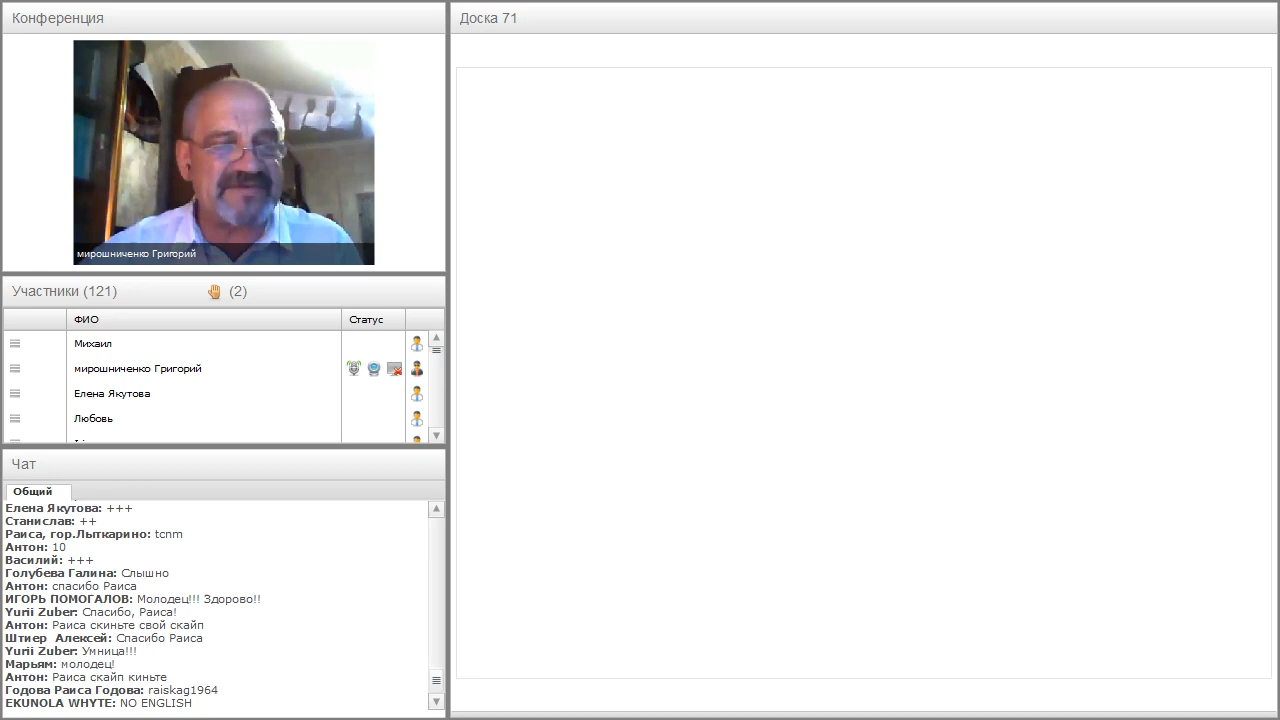 Конференция
мирошниченко Григорий
Участники (121) (2)
ФИО Статус
Михаил
мирошниченко Григорий
Елена Якутова
Любовь
Чат
Общий
Елена Якутова: +++
Станислав: ++
Раиса, гор.Лыткарино: tcnm
Антон: 10
Василий: +++
Голубева Галина: Слышно
Антон: спасибо Раиса
ИГОРЬ ПОМОГАЛОВ: Молодец!!! Здорово!!
Yurii Zuber: Спасибо, Раиса!
Антон: Раиса скиньте свой скайп
Штиер Алексей: Спасибо Раиса
Yurii Zuber: Умница!!!
Марьям: молодец!
Антон: Раиса скайп киньте
Годова Раиса Годова: raiskag1964
EKUNOLA WHYTE: NO ENGLISH
Доска 71